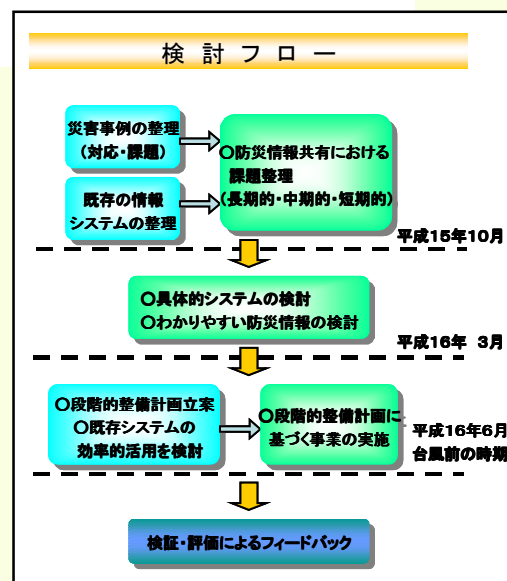 検討フロー
災害事例の整理
(対応・課題)
既存の情報
システムの整理
○防災情報共有における
課題整理
(長期的・中期的・短期的)
平成15年10月
○具体的システムの検討
○わかりやすい防災情報の検討
平成16年 3月
○段階的整備計画立案
○既存システムの
効率的活用を検討
○段階的整備計画に
基づく事業の実施
平成16年6月
台風前の時期
検証・評価によるフィードバック